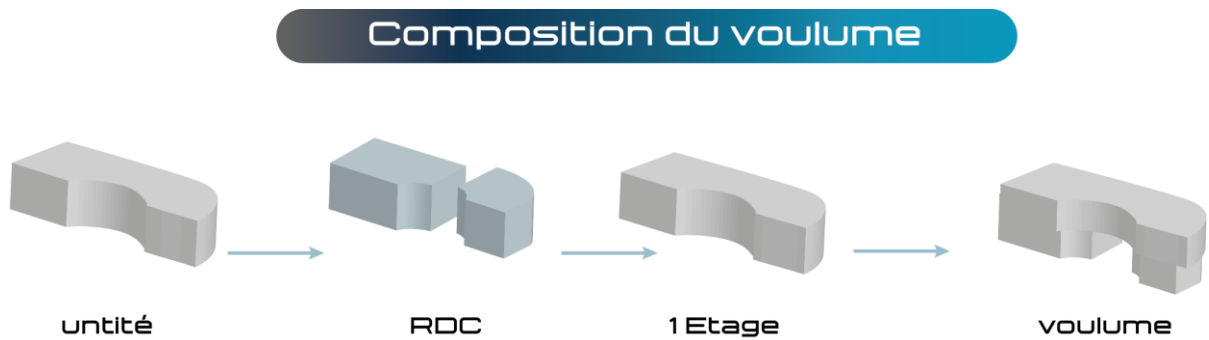 Composition du voulume
untité
RDC
1 Etage
voulume